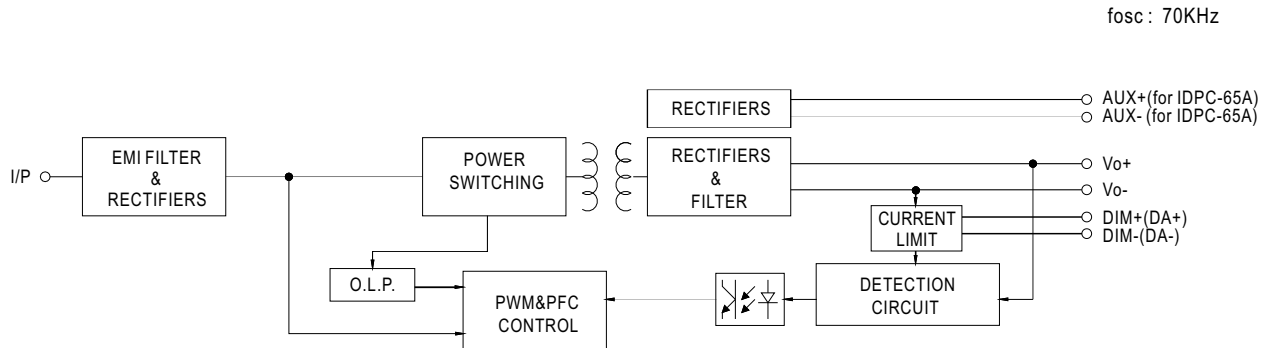 fosc : 70KHz
RECTIFIERS
AUX+(for IDPC-65A)
AUX- (for IDPC-65A)
I/P
EMI FILTER
&
RECTIFIERS
POWER
SWITCHING
RECTIFIERS
&
FILTER
Vo+
Vo-
CURRENT
LIMIT
DIM+(DA+)
DIM-(DA-)
O.L.P.
PWM&PFC
CONTROL
DETECTION
CIRCUIT